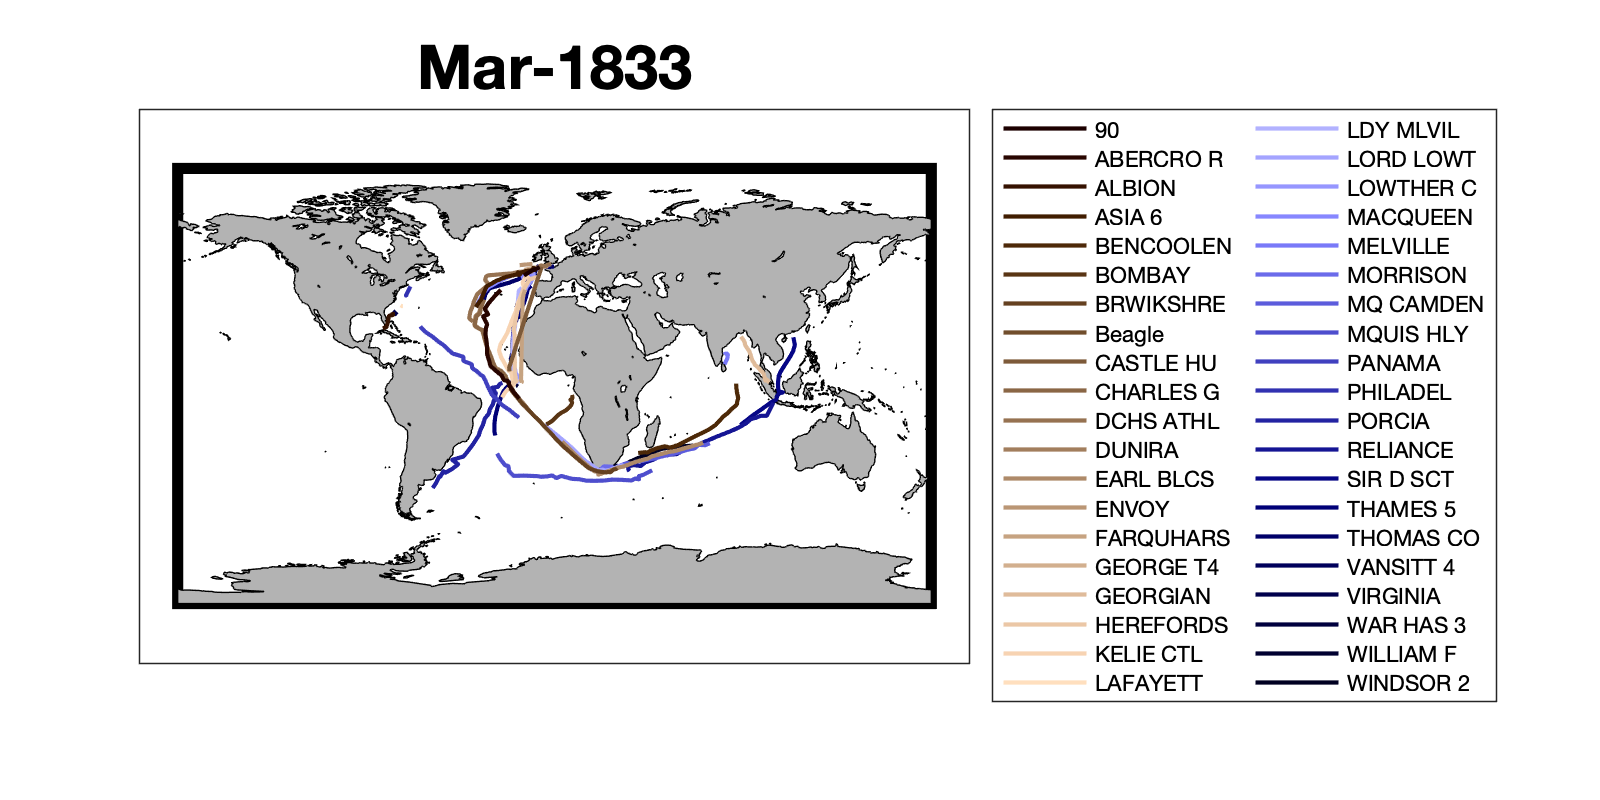 Mar-1833
90
ABERCRO R
ALBION
ASIA 6
BENCOOLEN
BOMBAY
BRWIKSHRE
Beagle
CASTLE HU
CHARLES G
DCHS ATHL
DUNIRA
EARL BLCS
ENVOY
FARQUHARS
GEORGE T4
GEORGIAN
HEREFORDS
KELIE CTL
LAFAYETT
LDY MLVIL
LORD LOWT
LOWTHER C
MACQUEEN
MELVILLE
MORRISON
MQ CAMDEN
MQUIS HLY
PANAMA
PHILADEL
PORCIA
RELIANCE
SIR D SCT
THAMES 5
THOMAS CO
VANSITT 4
VIRGINIA
WAR HAS 3
WILLIAM F
WINDSOR 2